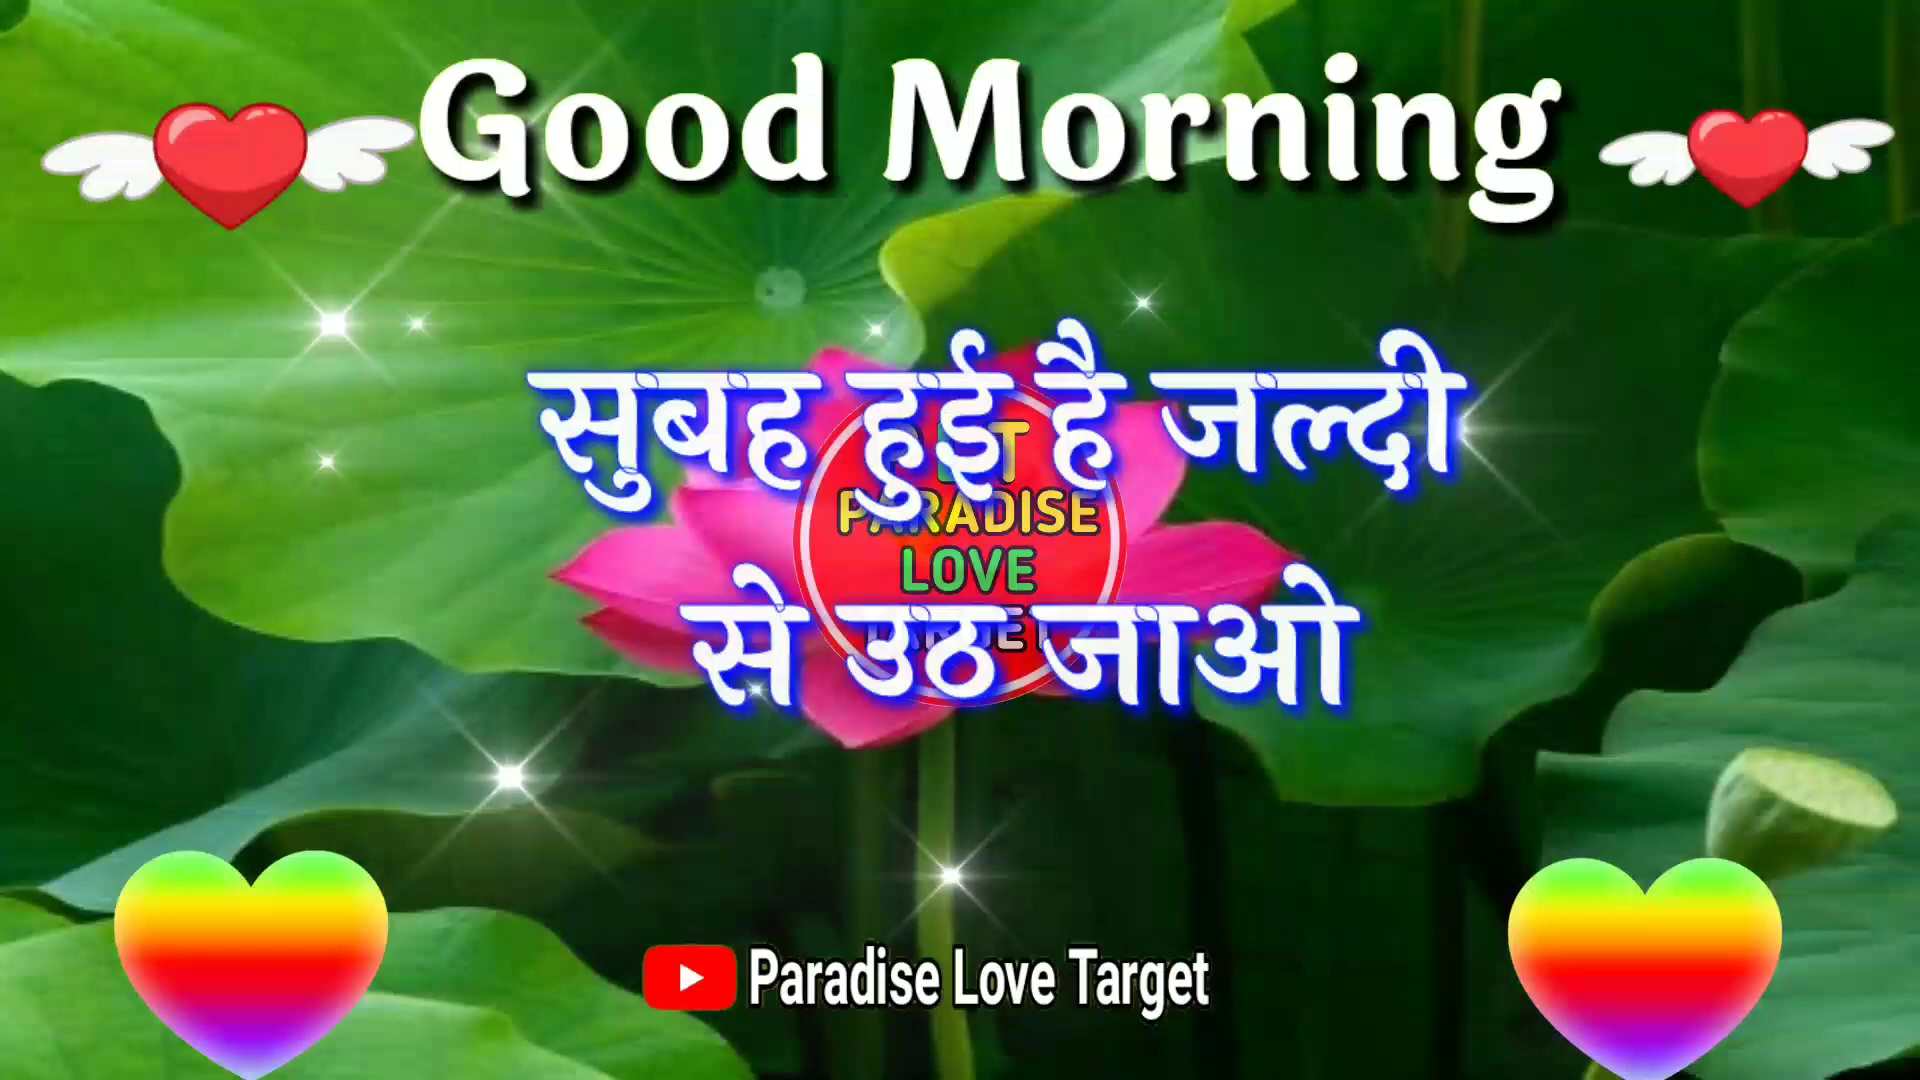 Good Morning
सुबह हुई है जल्दी
PARADISE
LOVE
से उठ जाओ
Paradise Love Target